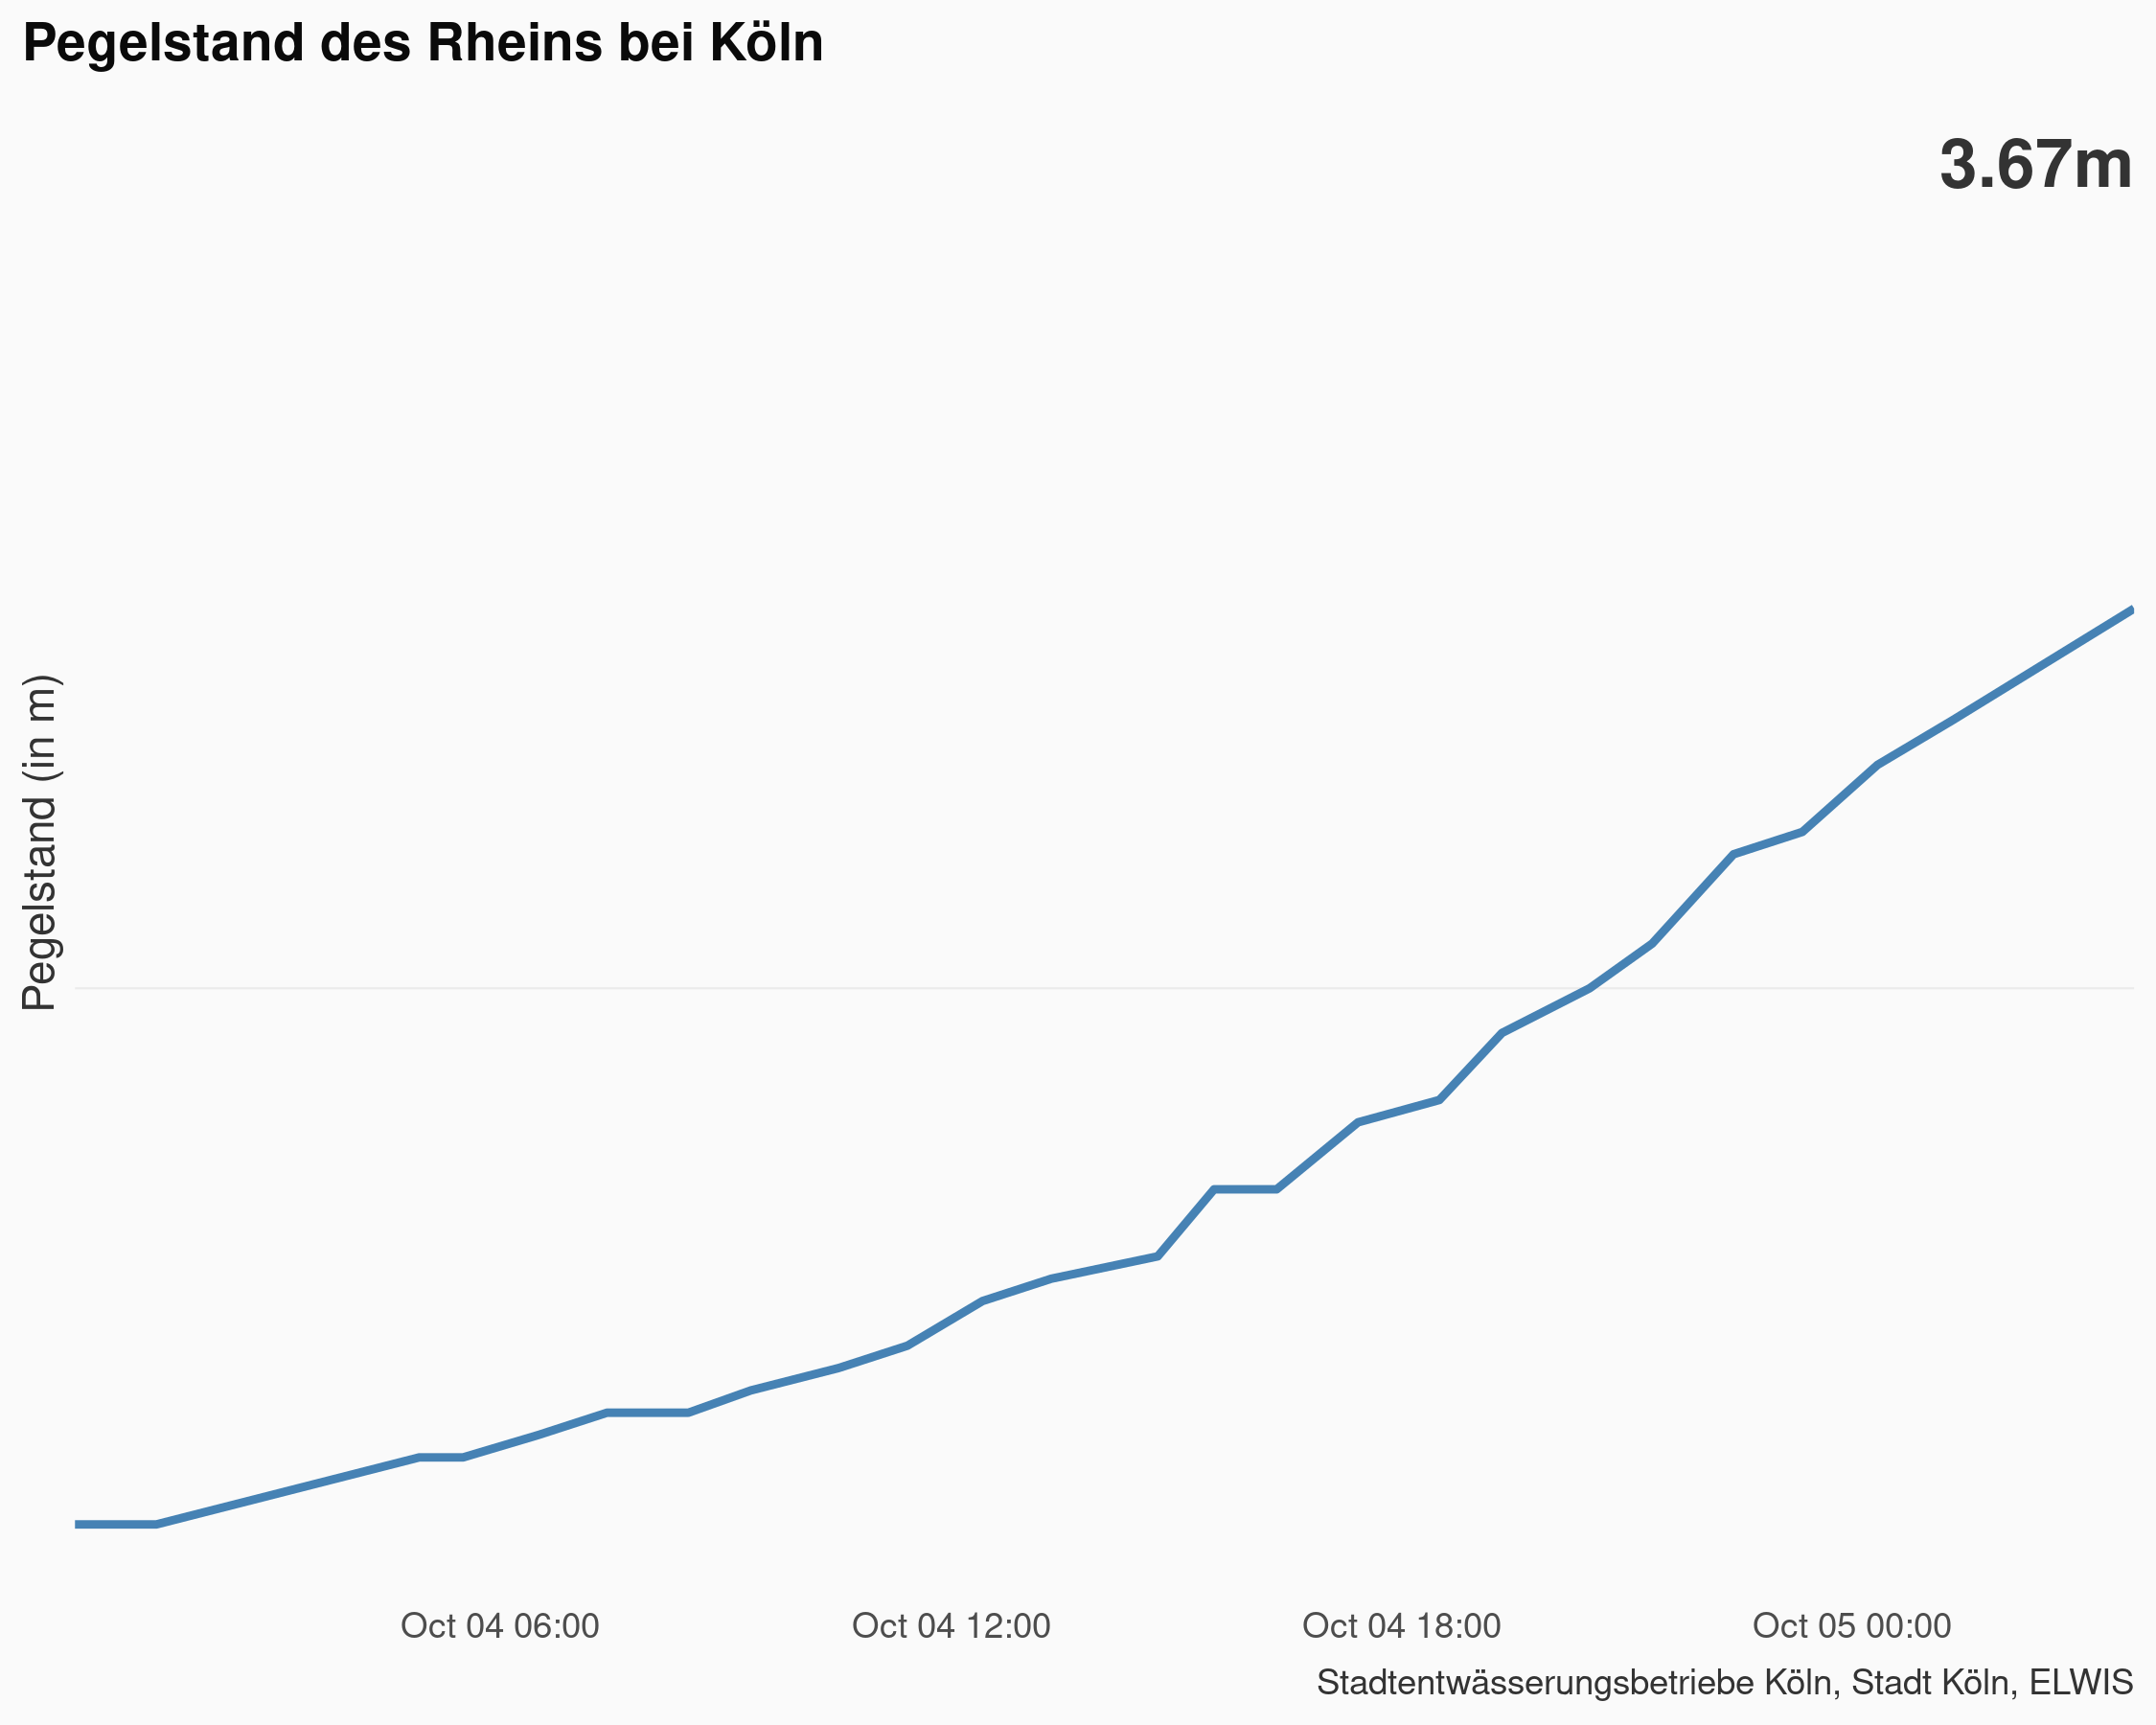 Pegelstand des Rheins bei Köln
3.67m
Pegelstand (in m)
Oct 04 06:00
Oct 04 12:00
Oct 04 18:00
Oct 05 00:00
Stadtentwässerungsbetriebe Köln, Stadt Köln, ELWIS